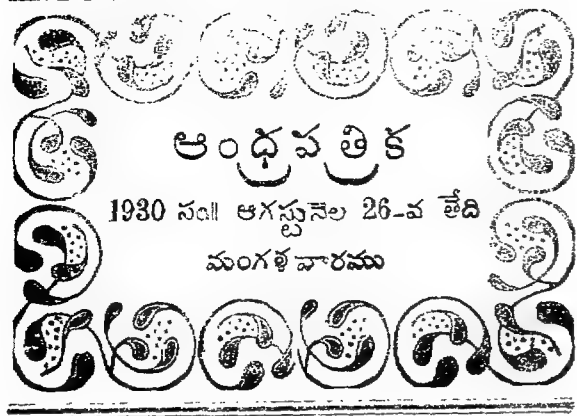 ఆంధ్రపత్రిక
1930 సం॥ ఆగస్టునెల 26-వ తేది
మంగళవారము